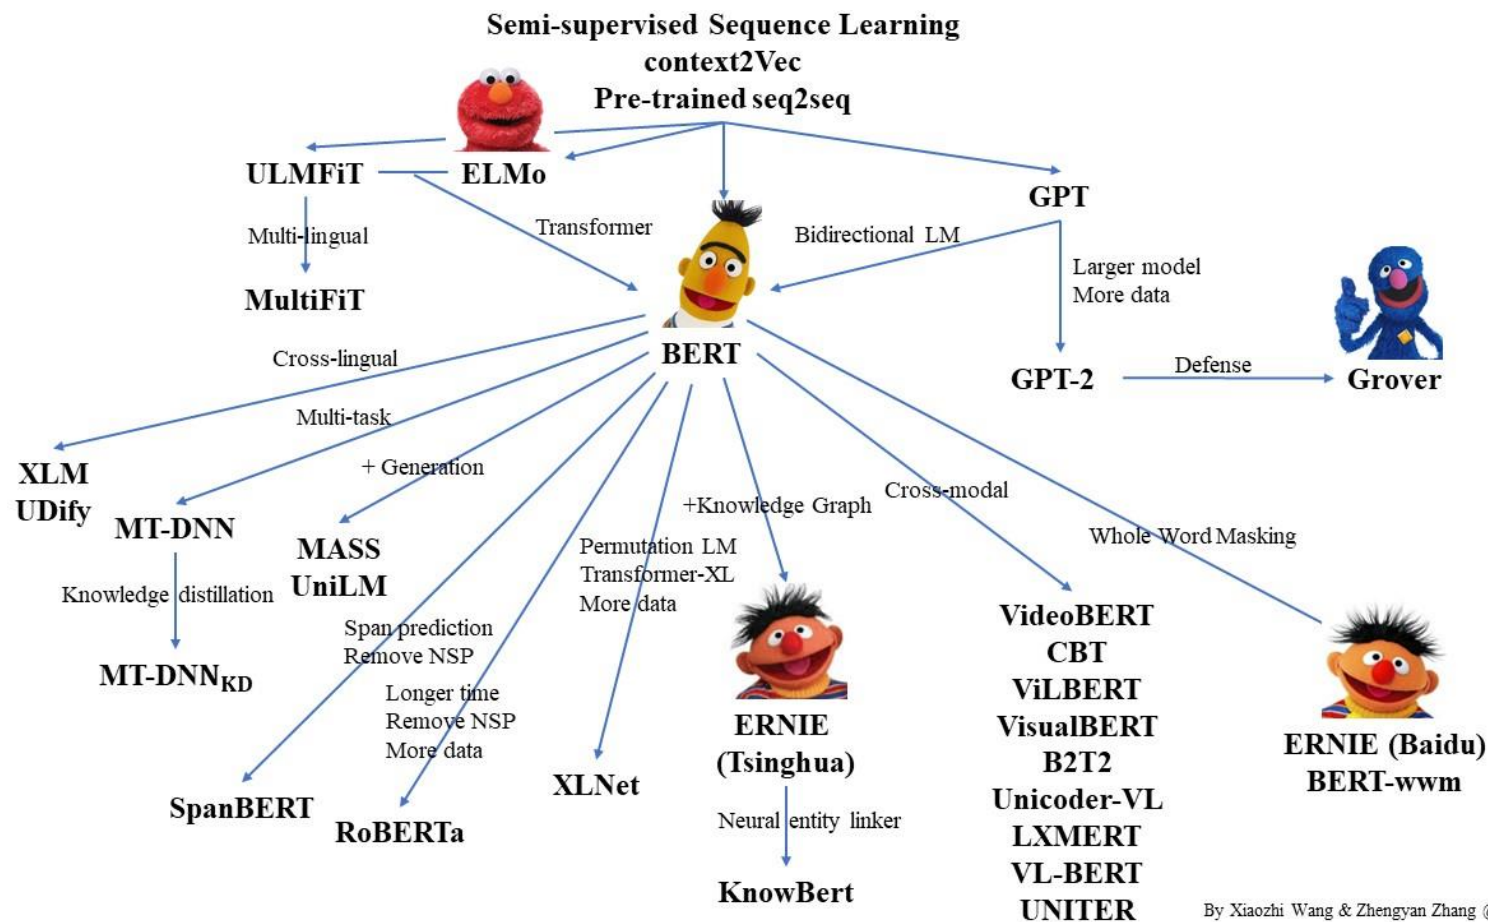 Semi-supervised Sequence Learning
context2Vec
Pre-trained seq2seq
ULMFiT
ELMo
GPT
Multi-lingual
Transformer
Bidirectional LM
Larger model
More data
MultiFiT
BERT
GPT-2
Defense
Grover
Cross-lingual
Multi-task
+ Generation
+Knowledge Graph
Cross-modal
Whole Word Masking
XLM
UDify
MT-DNN
MASS
UniLM
Permutation LM
Transformer-XL
More data
Knowledge distillation
MT-DNNKD
Span prediction
Remove NSP
Longer time
Remove NSP
More data
SpanBERT
RoBERTa
XLNet
ERNIE
(Tsinghua)
Neural entity linker
KnowBert
VideoBERT
CBT
ViLBERT
VisualBERT
B2T2
Unicoder-VL
LXMERT
VL-BERT
UNITER
ERNIE (Baidu)
BERT-wwm
By Xiaozhi Wang & Zhengyan Zhang @